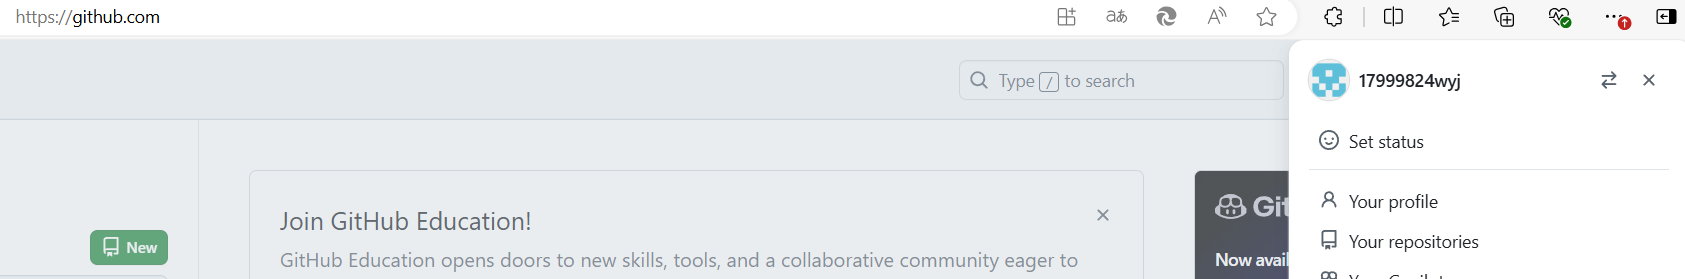 https://github.com
Type / to search
17999824wyj
Set status
Your profile
Your repositories
New
Join GitHub Education!
GitHub Education opens doors to new skills, tools, and a collaborative community eager to
Git
Now avail